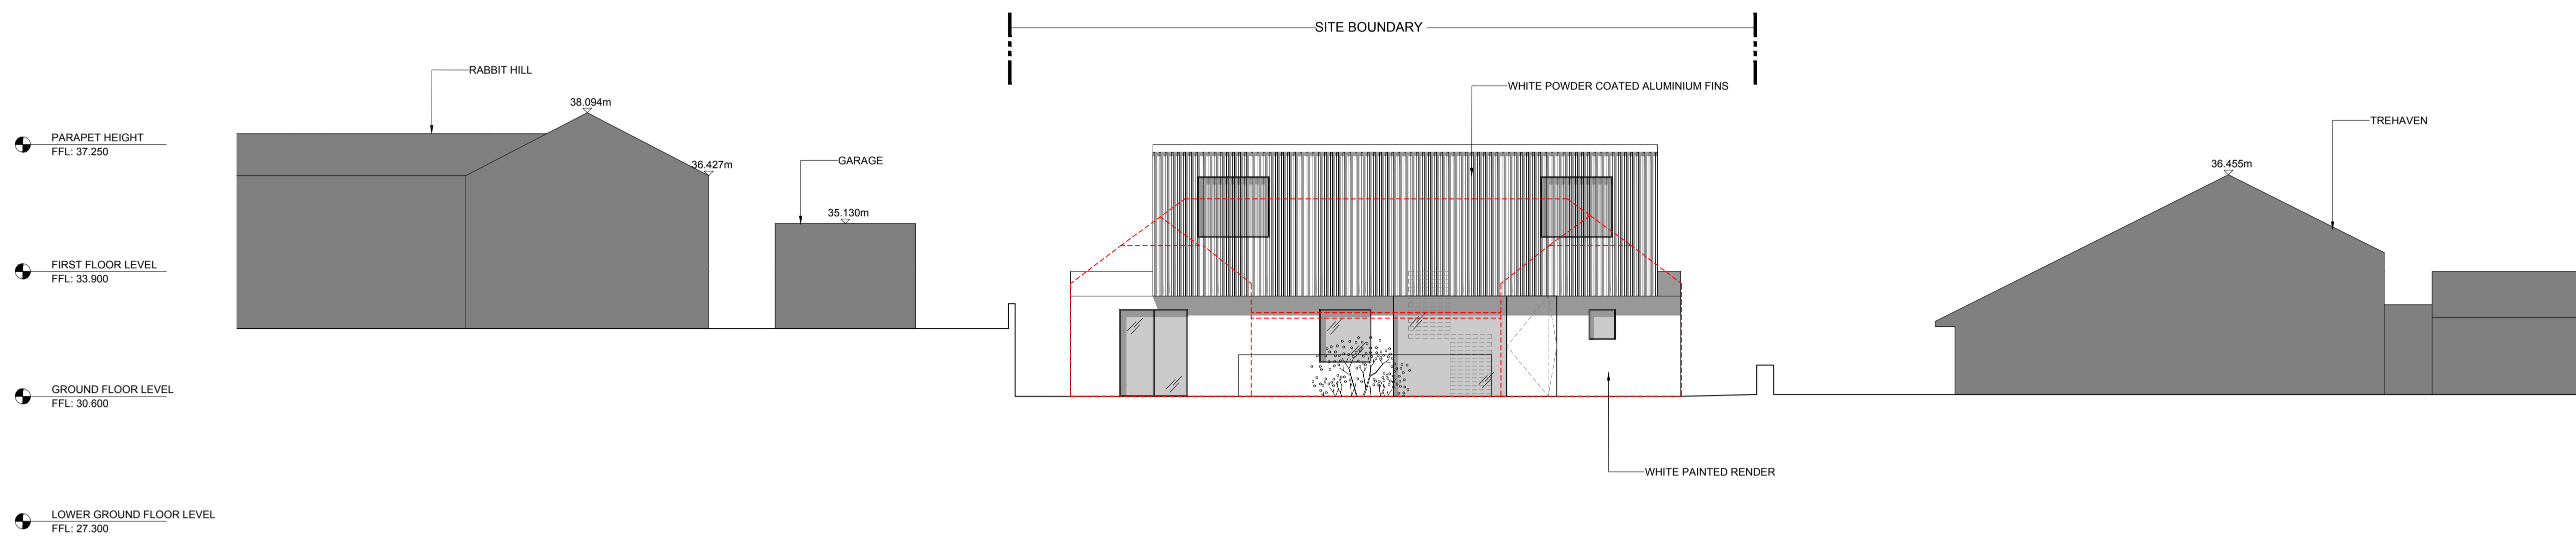 SITE BOUNDARY
RABBIT HILL
WHITE POWDER COATED ALUMINIUM FINS
38.094m
TREHAVEN
PARAPET HEIGHT
FFL: 37.250
GARAGE
36.427m
36.455m
35.130m
FIRST FLOOR LEVEL
FFL: 33.900
GROUND FLOOR LEVEL
FFL: 30.600
WHITE PAINTED RENDER
LOWER GROUND FLOOR LEVEL
FFL: 27.300